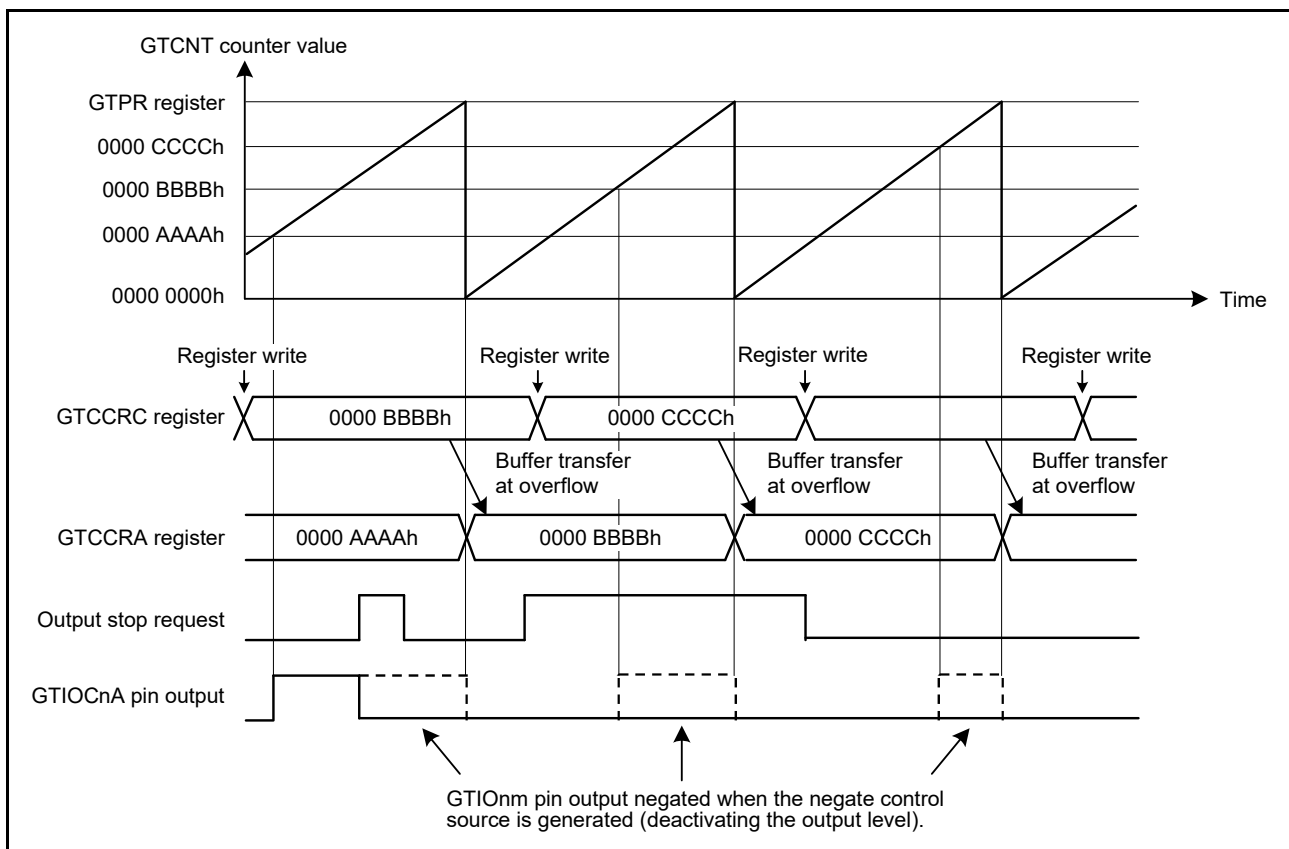 GTCNT counter value
GTPR register
0000 CCCCh
0000 BBBBh
0000 AAAAh
0000 0000h
Time
Register write
Register write
Register write
Register write
GTCCRC register
0000 BBBBh
0000 CCCCh
Buffer transfer
at overflow
Buffer transfer
at overflow
Buffer transfer
at overflow
GTCCRA register
0000 AAAAh
0000 BBBBh
0000 CCCCh
Output stop request
GTIOCnA pin output
GTIOnm pin output negated when the negate control
source is generated (deactivating the output level).